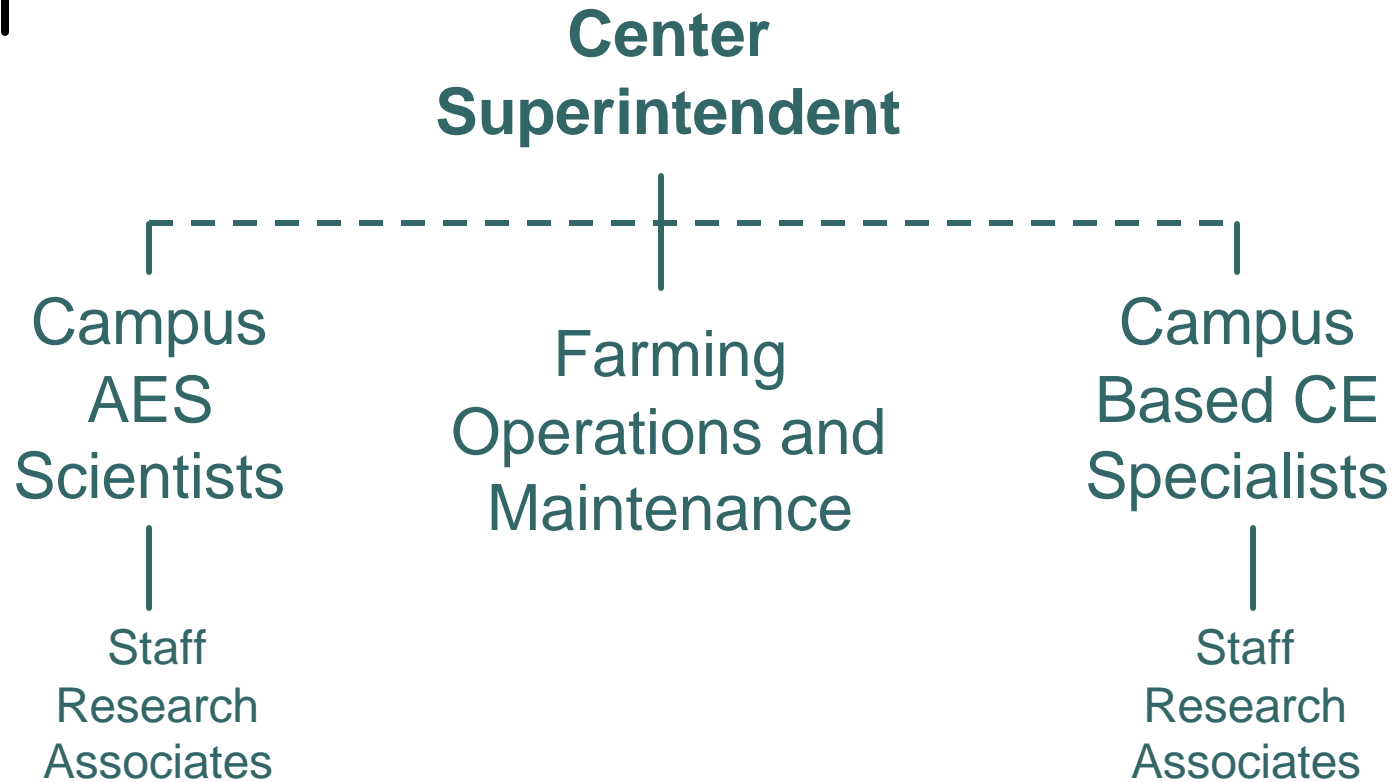 Center
Superintendent
Campus
AES
Scientists
Farming
Operations and
Maintenance
Campus
Based CE
Specialists
Staff
Research
Associates
Staff
Research
Associates